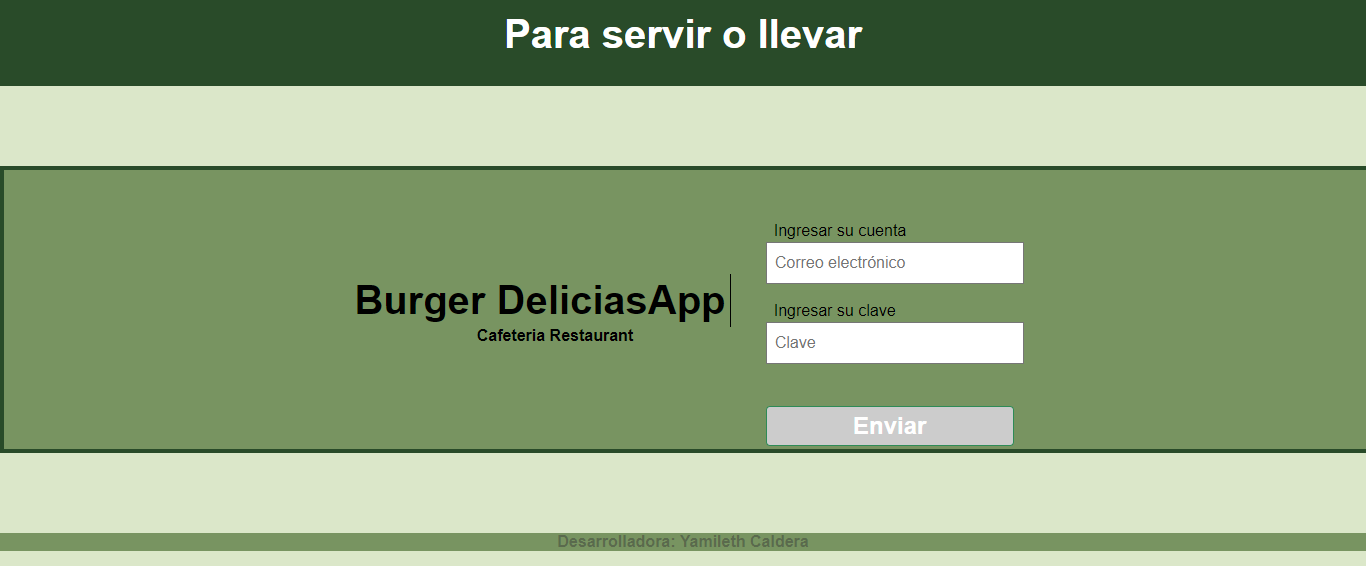 Para servir o llevar
Burger DeliciasApp
Cafeteria Restaurant
Ingresar su cuenta
Correo electrónico
Ingresar su clave
Clave
Enviar
Desarrolladora: Yamileth Caldera